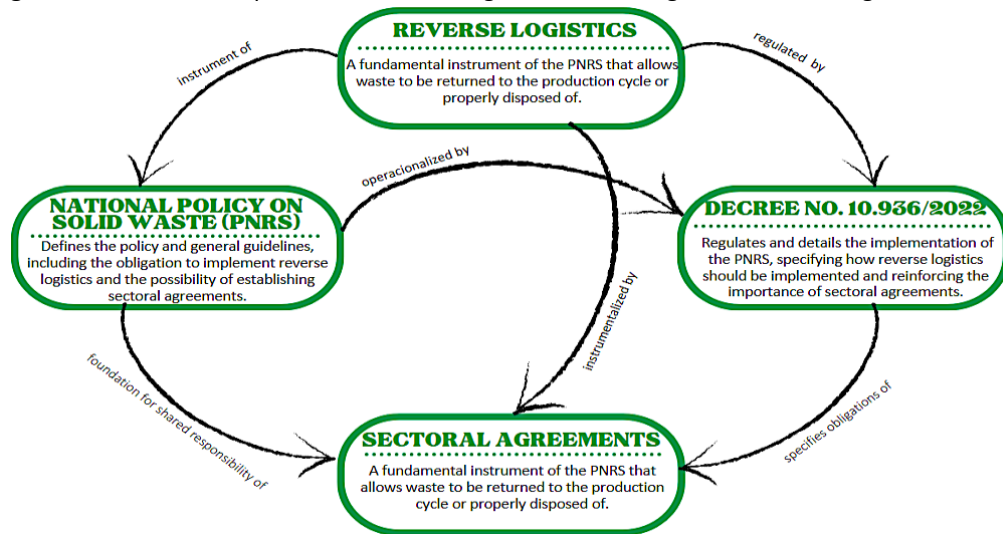 REVERSE LOGISTICS
A fundamental instrument of the PNRS that allows
waste to be returned to the production cycle or
properly disposed of.
instrument of
regulated by
operacionalized by
NATIONAL POLICY ON
SOLID WASTE (PNRS)
Defines the policy and general guidelines,
including the obligation to implement reverse
logistics and the possibility of establishing
sectoral agreements.
DECREE NO. 10.936/2022
Regulates and details the implementation of
the PNRS, specifying how reverse logistics
should be implemented and reinforcing the
importance of sectoral agreements.
instrumentalized by
foundation for shared responsibility of
specifies obligations of
SECTORAL AGREEMENTS
A fundamental instrument of the PNRS that
allows waste to be returned to the production
cycle or properly disposed of.